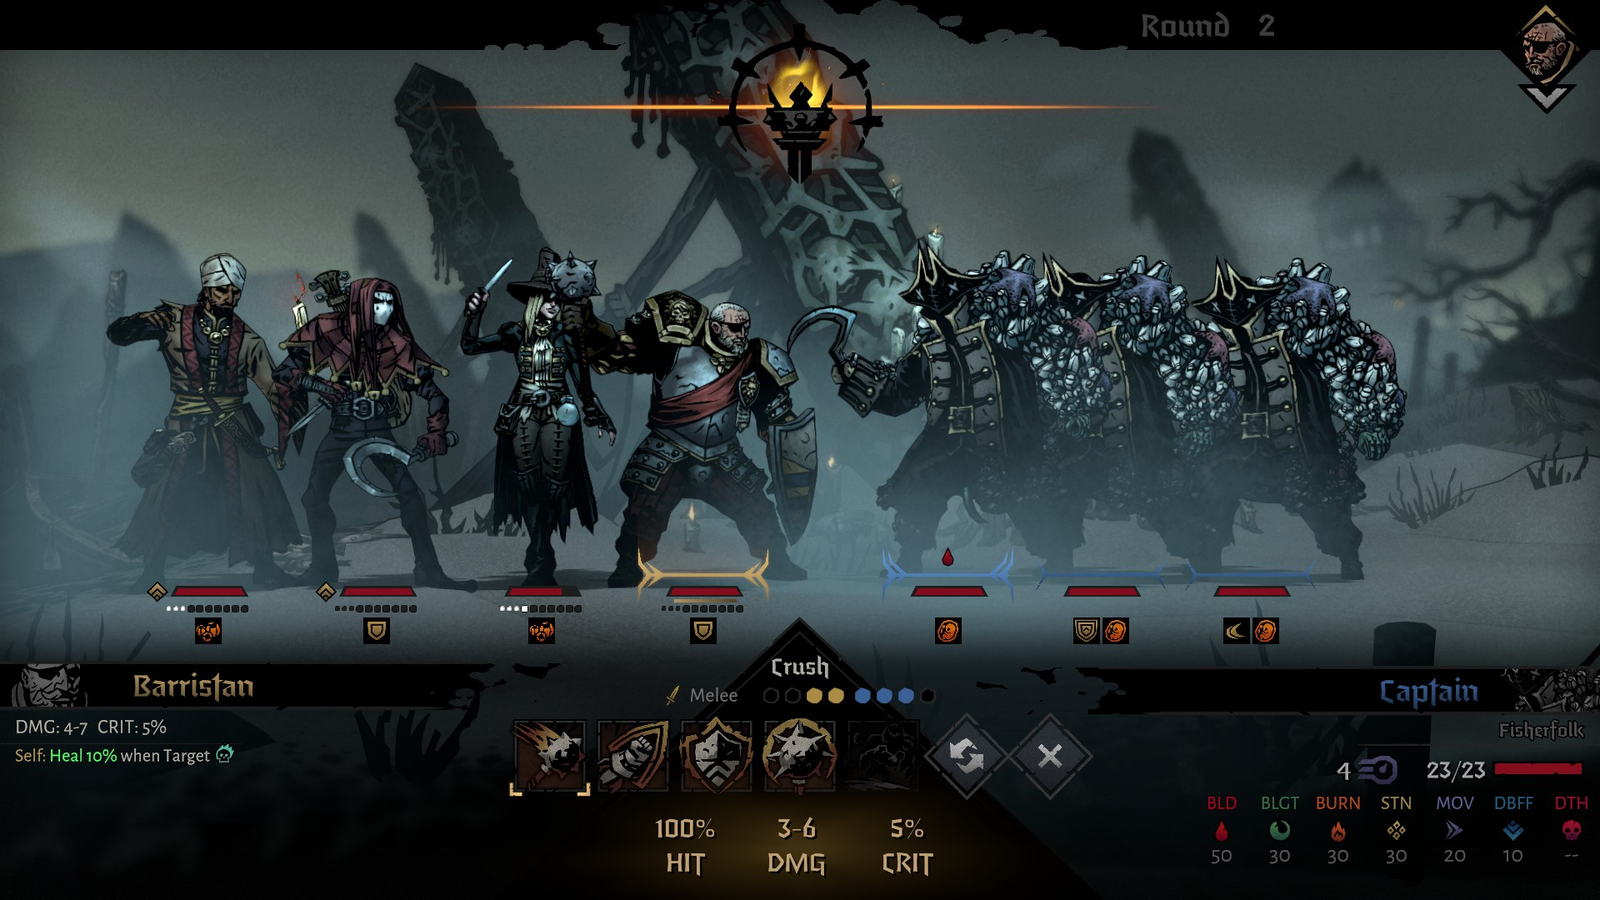 Round 2
Crush
Melee
Barristan
DMG: 4-7 CRIT: 5%
Self: Heal 10% when Target
100% 3-6 5%
HIT DMG CRIT
Captain
Fisherfolk
4 23/23
BLD BLGT BURN STN MOV DBFF DTH
50 30 30 30 20 10 --